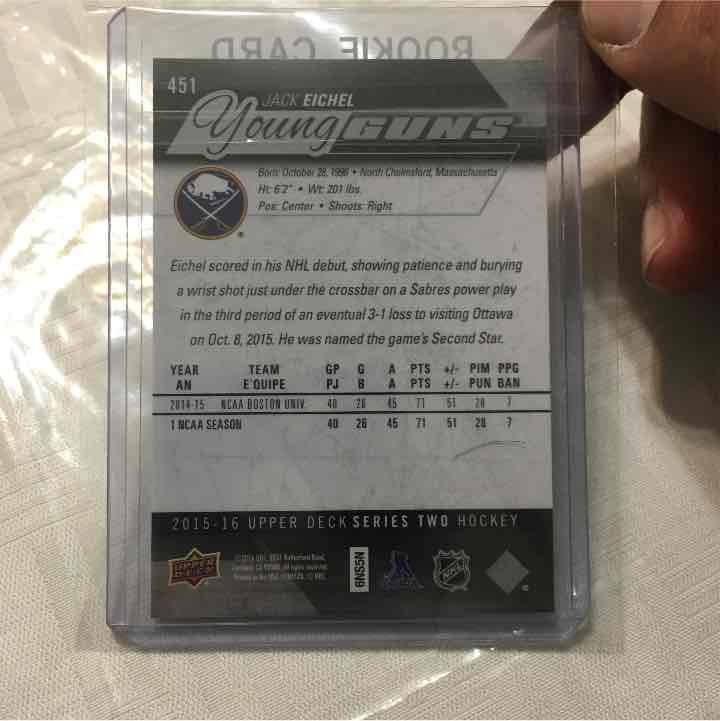 ROOKIE CARD
451
JACK EICHEL
Young GUNS
Born: October 28, 1996 • North Chelmsford, Massachusetts
Ht: 6'2" • Wt: 201 lbs.
Pos: Center • Shoots: Right
Eichel scored in his NHL debut, showing patience and burying
a wrist shot just under the crossbar on a Sabres power play
in the third period of an eventual 3-1 loss to visiting Ottawa
on Oct. 8, 2015. He was named the game's Second Star.
YEAR TEAM GP G A PTS +/- PIM PPG
AN ÉQUIPE PJ B A PTS +/- PUN BAN
2014-15 NCAA BOSTON UNIV. 40 26 45 71 51 28 7
1 NCAA SEASON 40 26 45 71 51 28 7
2015-16 UPPER DECK SERIES TWO HOCKEY
UPPER DECK
6NS5N
NHL